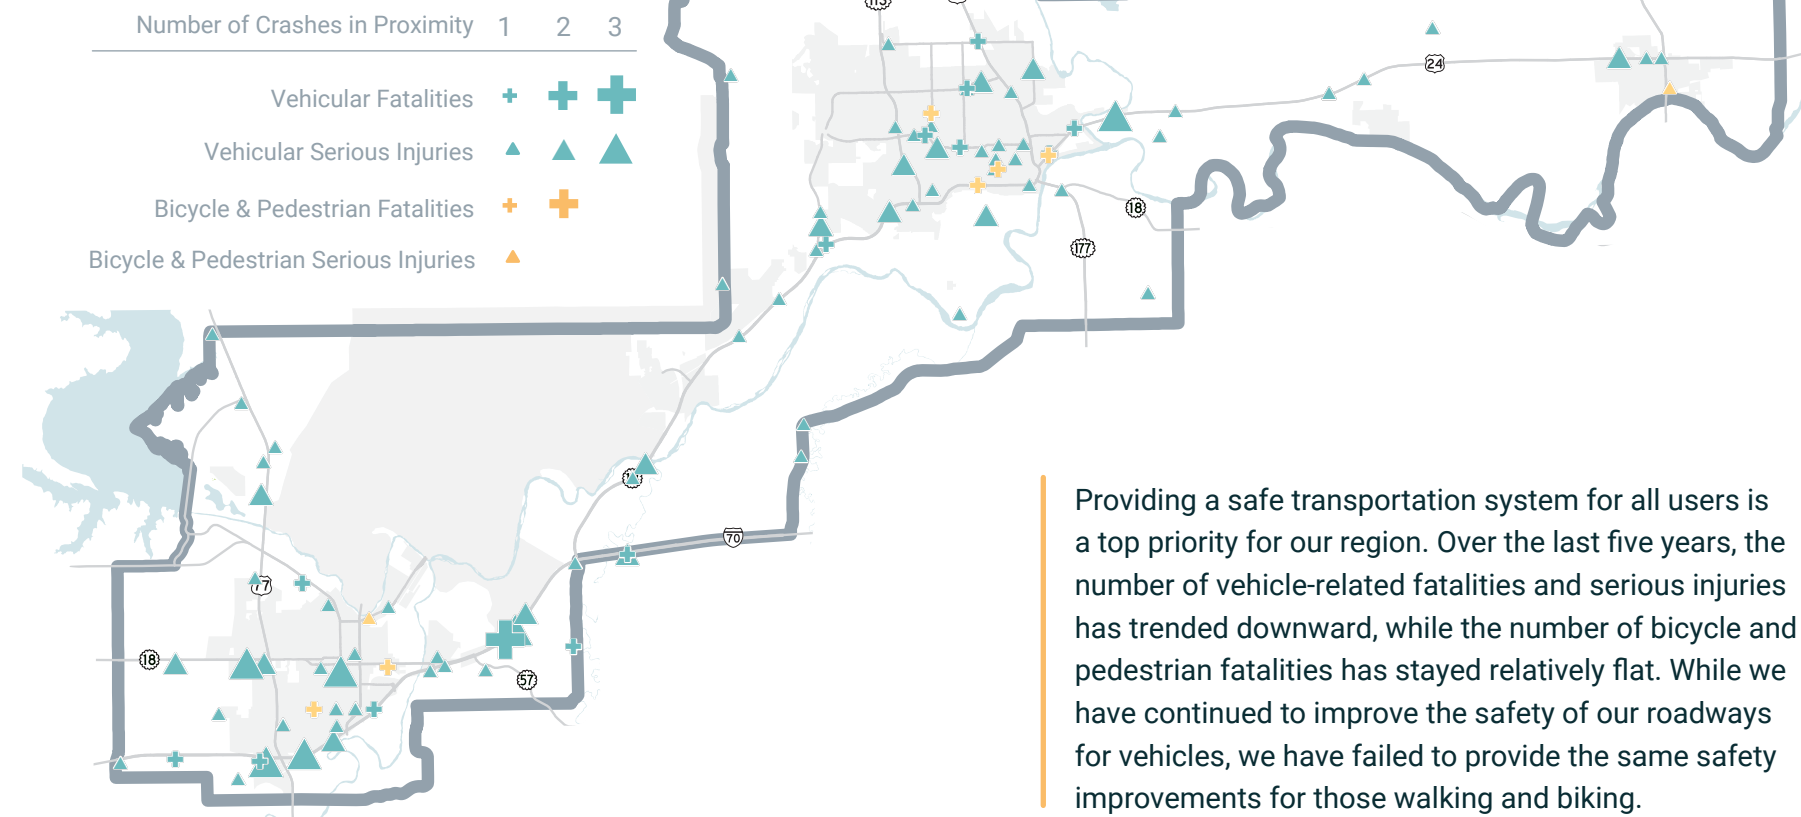 Number of Crashes in Proximity 1 2 3
Vehicular Fatalities
Vehicular Serious Injuries
Bicycle & Pedestrian Fatalities
Bicycle & Pedestrian Serious Injuries
113
24
18
177
70
77
18
57
Providing a safe transportation system for all users is
a top priority for our region. Over the last five years, the
number of vehicle-related fatalities and serious injuries
has trended downward, while the number of bicycle and
pedestrian fatalities has stayed relatively flat. While we
have continued to improve the safety of our roadways
for vehicles, we have failed to provide the same safety
improvements for those walking and biking.